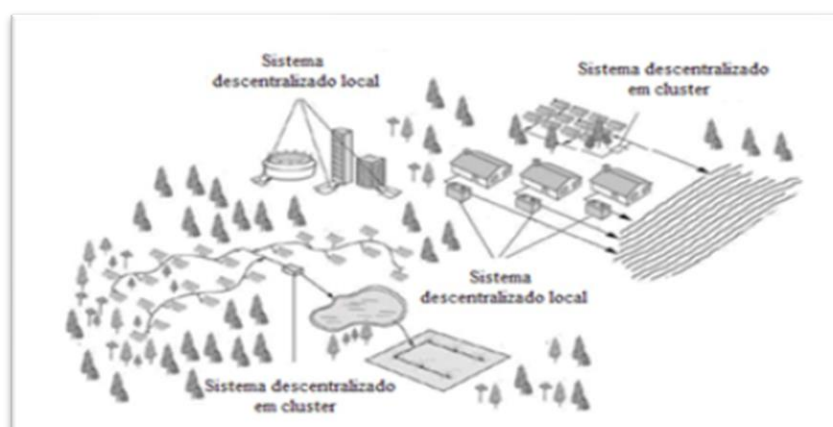 Sistema
descentralizado local
Sistema descentralizado
em cluster
Sistema
descentralizado local
Sistema descentralizado
em cluster